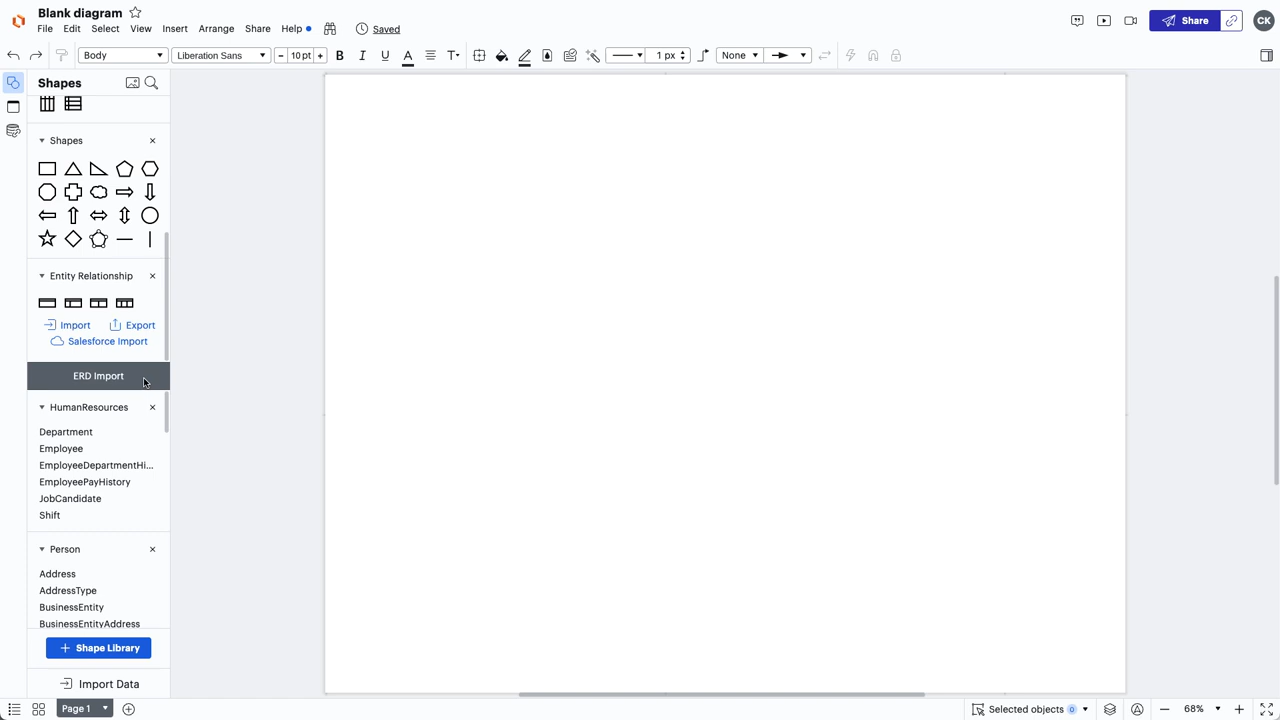 Blank diagram
File Edit Select View Insert Arrange Share Help Saved
Share CK
Body Liberation Sans 10 pt B I U A T 1 px None
Shapes
Shapes
Entity Relationship
Import Export
Salesforce Import
ERD Import
HumanResources
Department
Employee
EmployeeDepartmentHi...
EmployeePayHistory
JobCandidate
Shift
Person
Address
AddressType
BusinessEntity
BusinessEntityAddress
+ Shape Library
Import Data
Page 1 Selected objects 0 68%